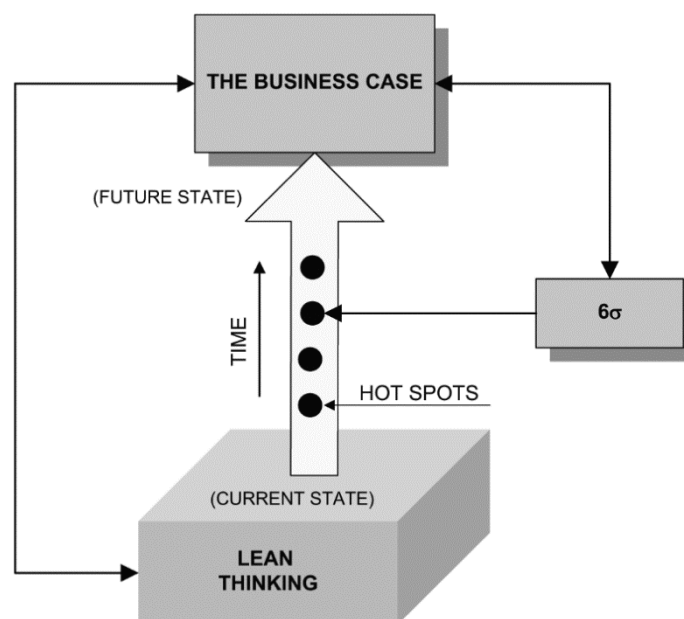 THE BUSINESS CASE
(FUTURE STATE)
TIME
6σ
HOT SPOTS
(CURRENT STATE)
LEAN
THINKING